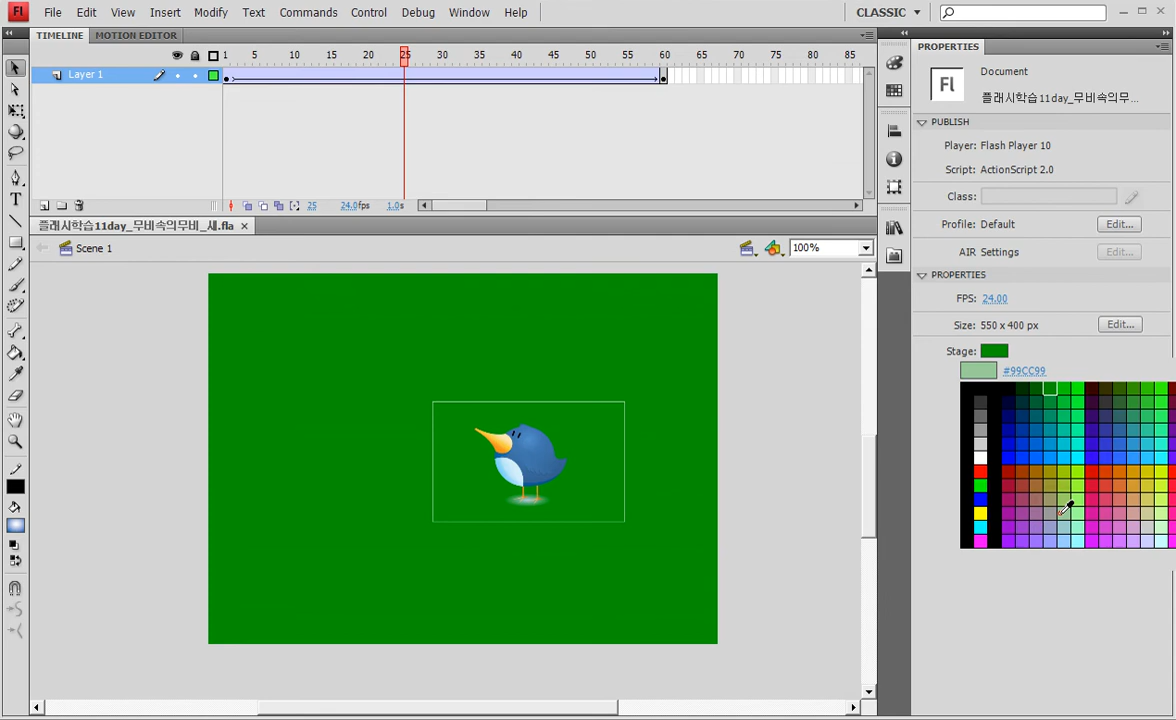 Fl File Edit View Insert Modify Text Commands Control Debug Window Help CLASSIC
TIMELINE MOTION EDITOR
1 5 10 15 20 25 30 35 40 45 50 55 60 65 70 75 80 85
Layer 1
25 24.0fps 1.0s
플래시학습11day_무비속의무비_새.fla
Scene 1 100%
PROPERTIES
Fl
Document
플래시학습11day_무비속의무...
PUBLISH
Player: Flash Player 10
Script: ActionScript 2.0
Class:
Profile: Default Edit...
AIR Settings Edit...
PROPERTIES
FPS: 24.00
Size: 550 x 400 px Edit...
Stage:
#99CC99